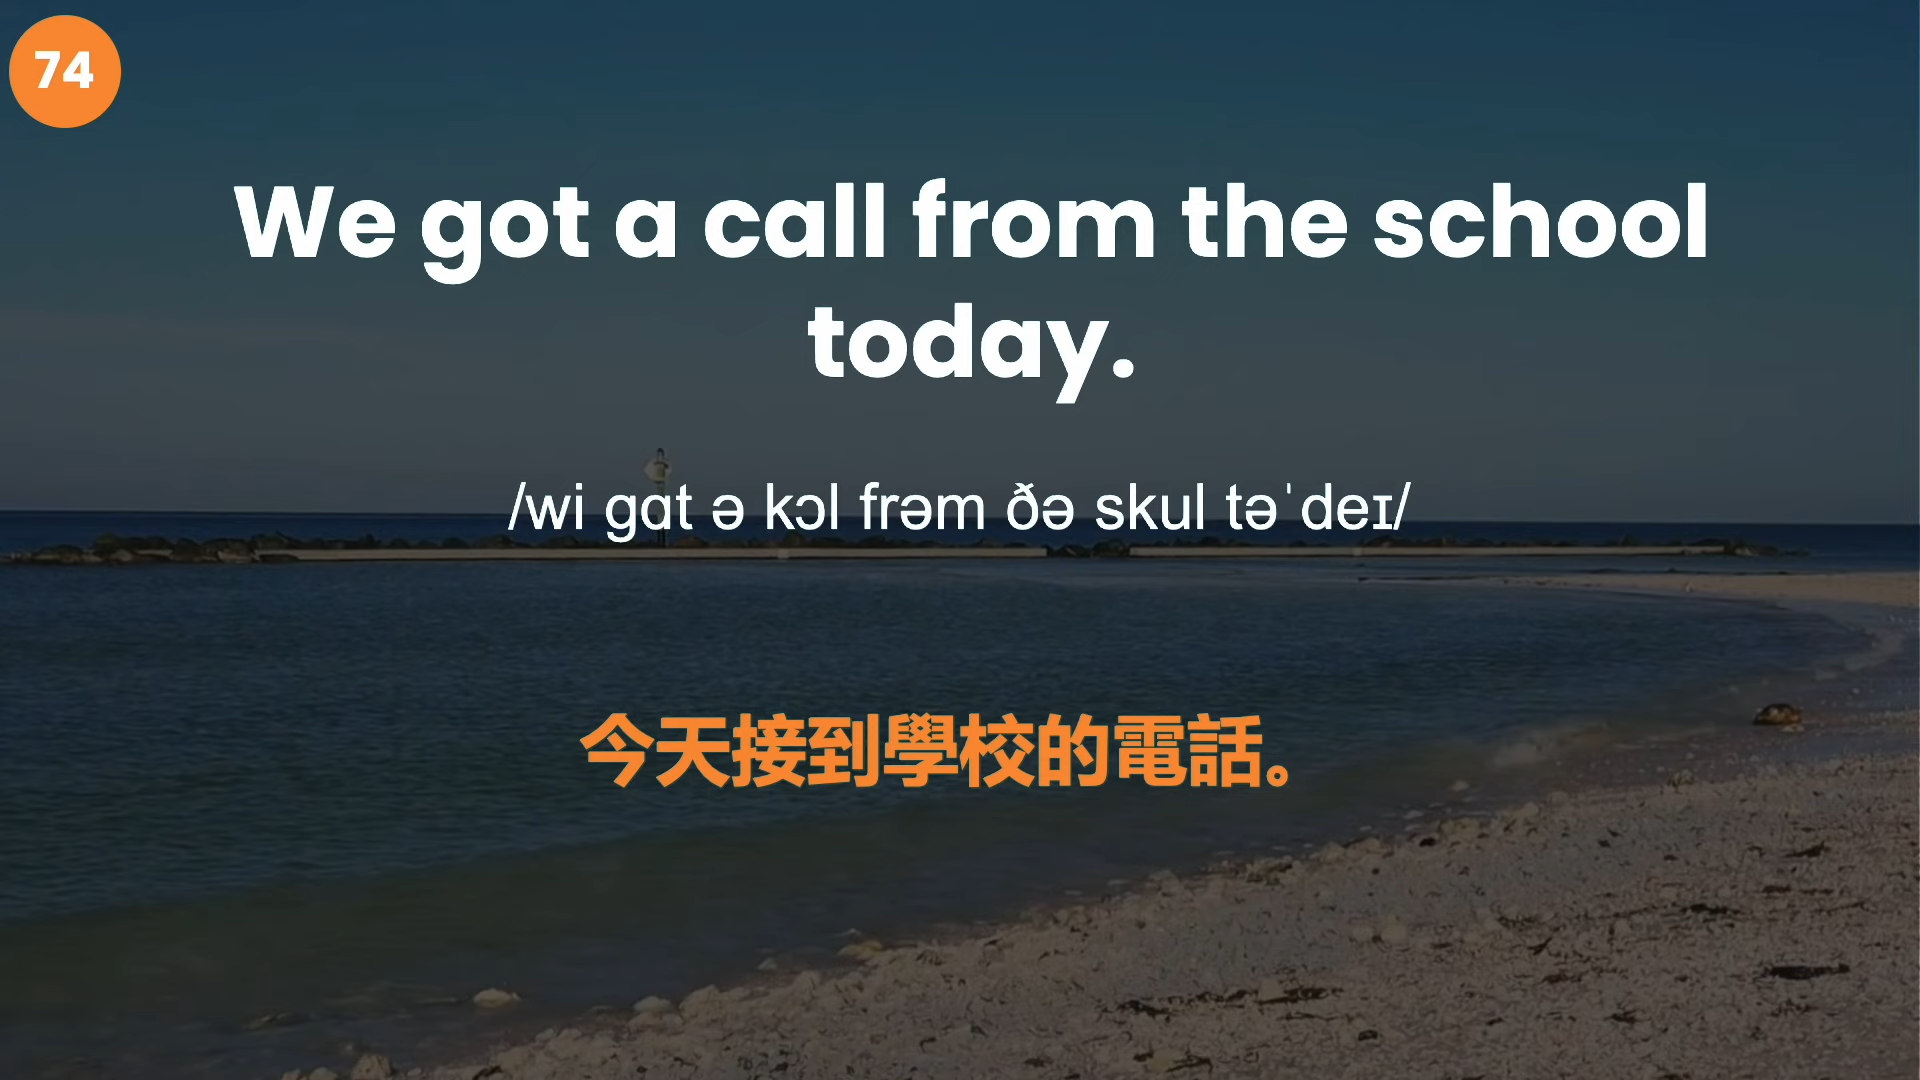 74
We got a call from the school
today.
/wi gɑt ə kɔl frəm ðə skul təˈdeɪ/
今天接到學校的電話。